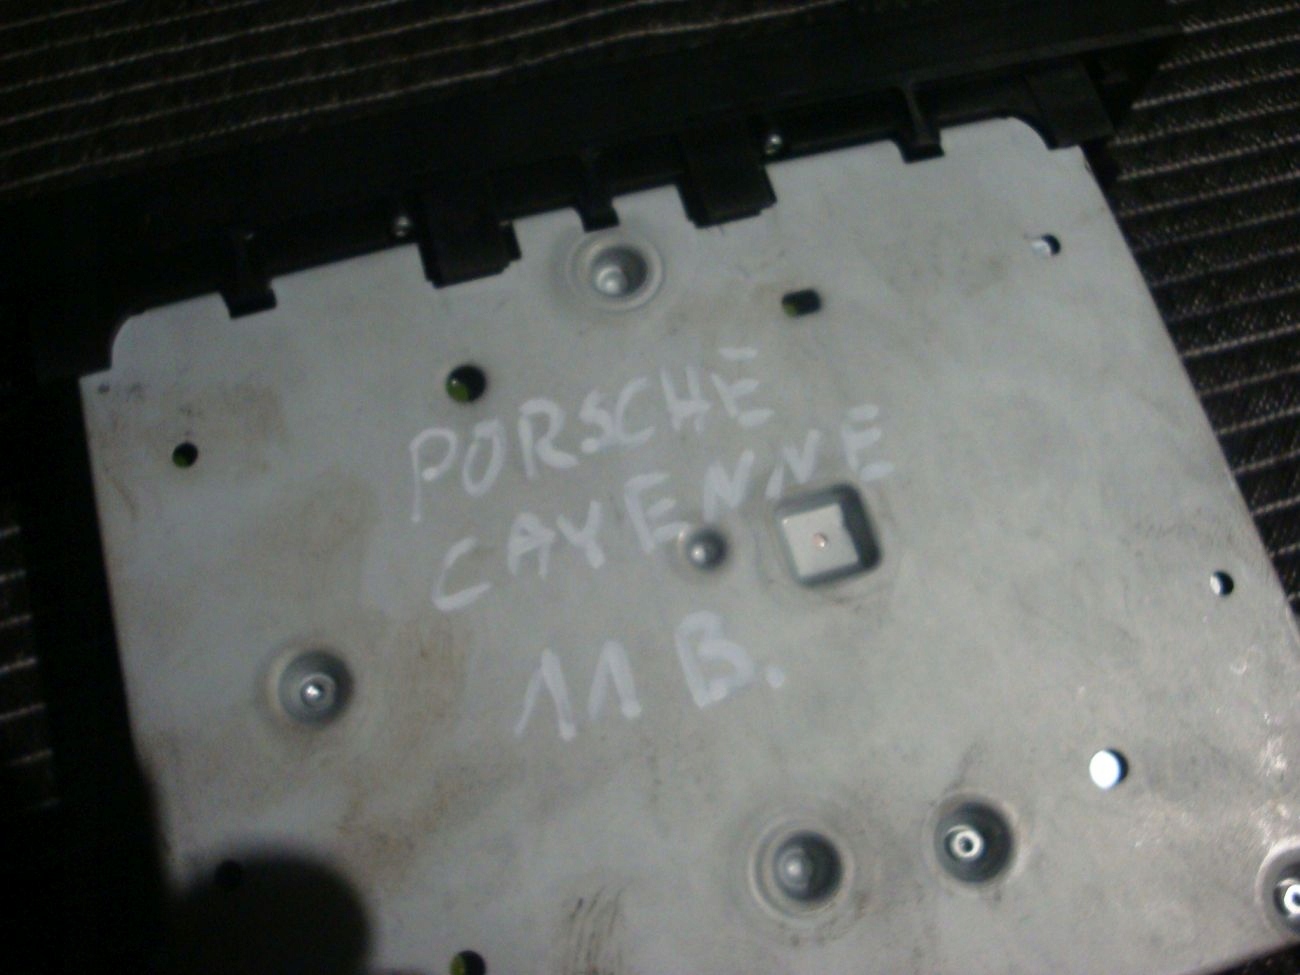 PORSCHE
CAYENNE
11 B.